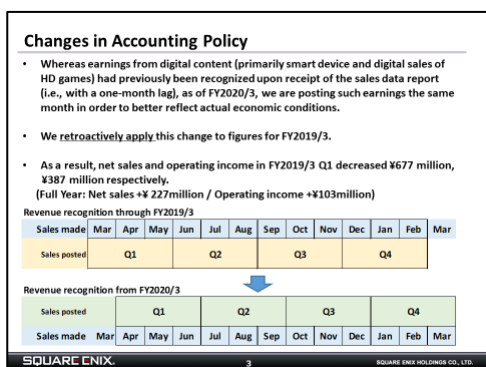 Changes in Accounting Policy
• Whereas earnings from digital content (primarily smart device and digital sales of
HD games) had previously been recognized upon receipt of the sales data report
(i.e., with a one-month lag), as of FY2020/3, we are posting such earnings the same
month in order to better reflect actual economic conditions.
• We retroactively apply this change to figures for FY2019/3.
• As a result, net sales and operating income in FY2019/3 Q1 decreased ¥677 million,
¥387 million respectively.
(Full Year: Net sales +¥ 227million / Operating income +¥103million)
Revenue recognition through FY2019/3
Sales made Mar Apr May Jun Jul Aug Sep Oct Nov Dec Jan Feb Mar
Sales posted Q1 Q2 Q3 Q4
Revenue recognition from FY2020/3
Sales posted Q1 Q2 Q3 Q4
Sales made Mar Apr May Jun Jul Aug Sep Oct Nov Dec Jan Feb Mar
SQUARE ENIX. 3 SQUARE ENIX HOLDINGS CO., LTD.